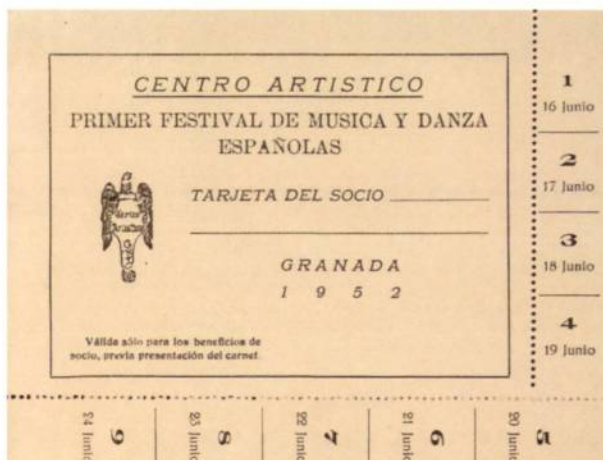 CENTRO ARTISTICO
PRIMER FESTIVAL DE MUSICA Y DANZA
ESPAÑOLAS
TARJETA DEL SOCIO
GRANADA
1 9 5 2
Válida sólo para los beneficios de
socio, previa presentación del carnet
1
16 Junio
2
17 Junio
3
18 Junio
4
19 Junio
5
20 Junio
6
21 Junio
7
22 Junio
8
23 Junio
9
24 Junio